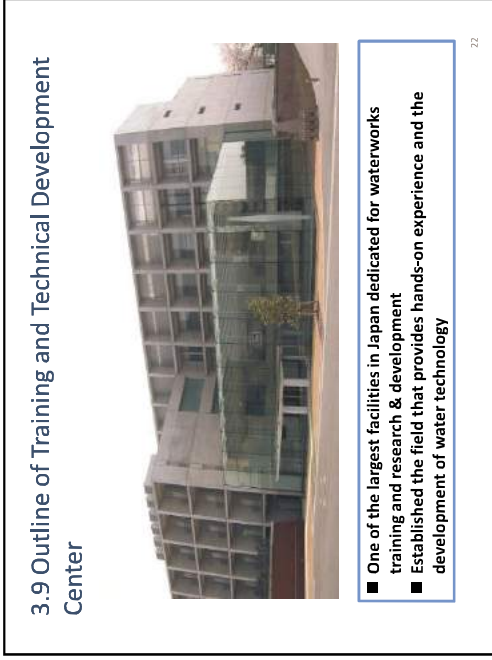 3.9 Outline of Training and Technical Development
Center
■ One of the largest facilities in Japan dedicated for waterworks
training and research & development
■ Established the field that provides hands-on experience and the
development of water technology
22